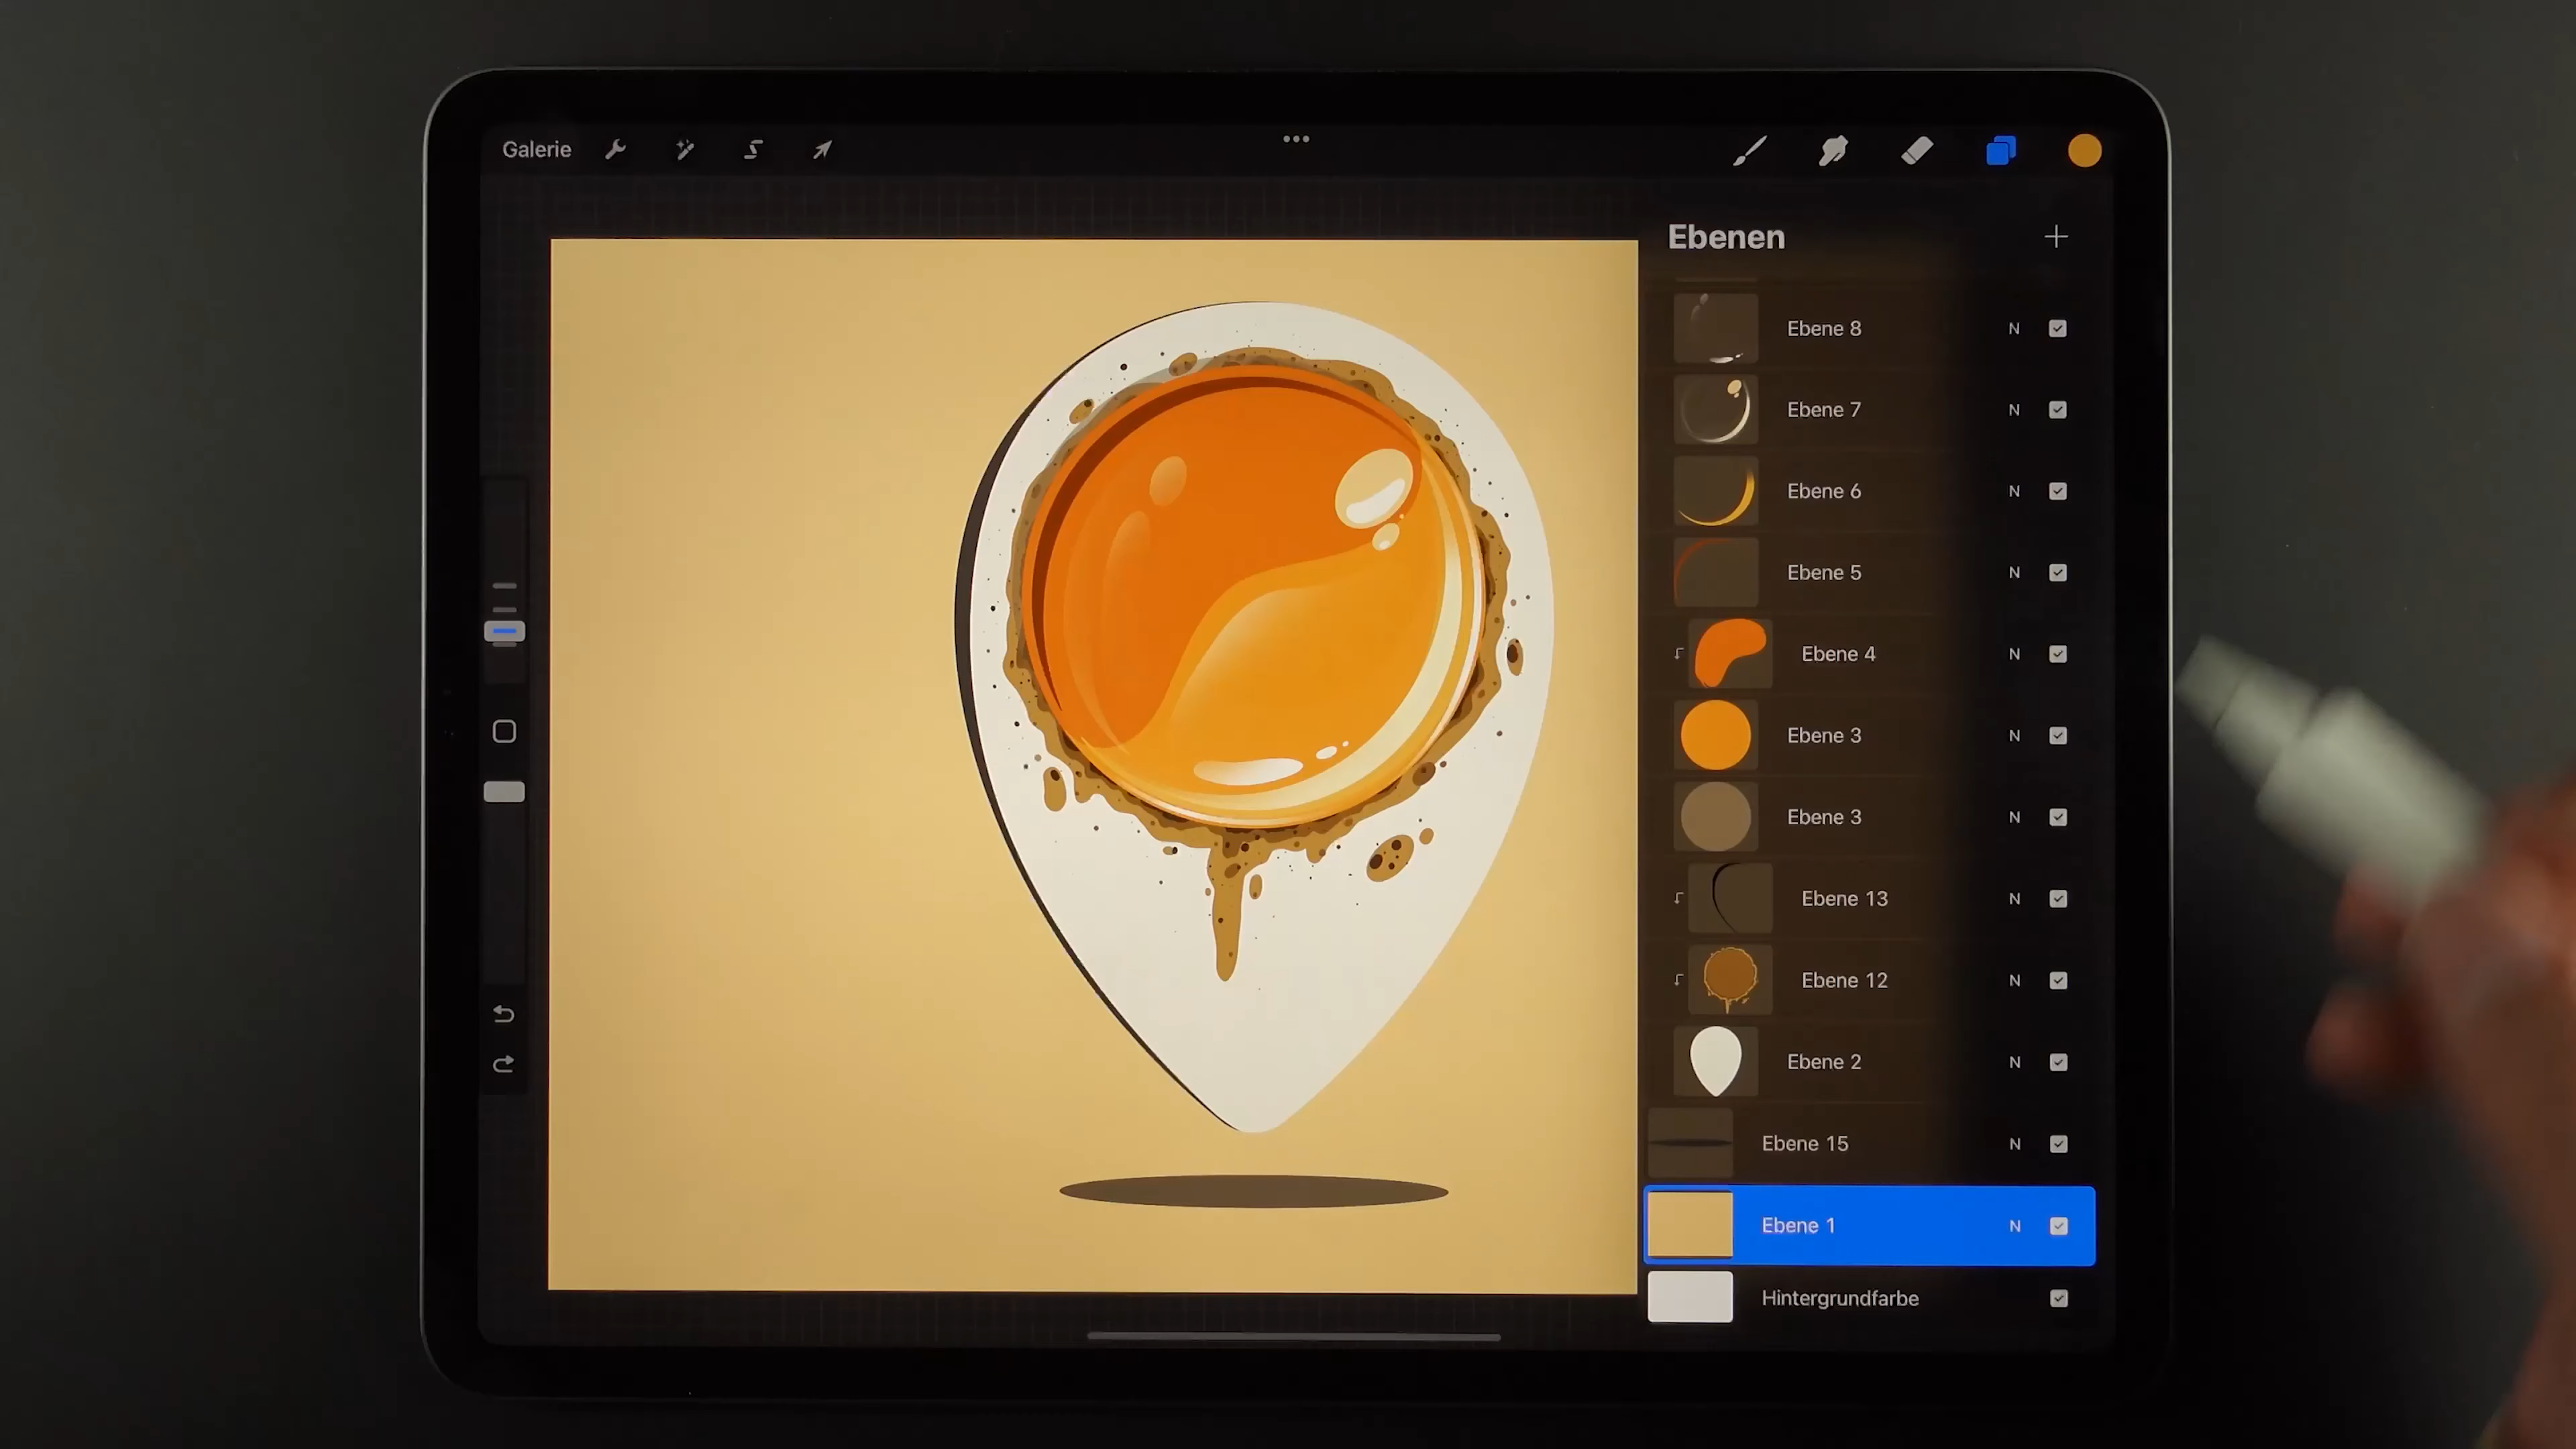 Galerie
Ebenen
Ebene 8 N
Ebene 7 N
Ebene 6 N
Ebene 5 N
Ebene 4 N
Ebene 3 N
Ebene 3 N
Ebene 13 N
Ebene 12 N
Ebene 2 N
Ebene 15 N
Ebene 1 N
Hintergrundfarbe